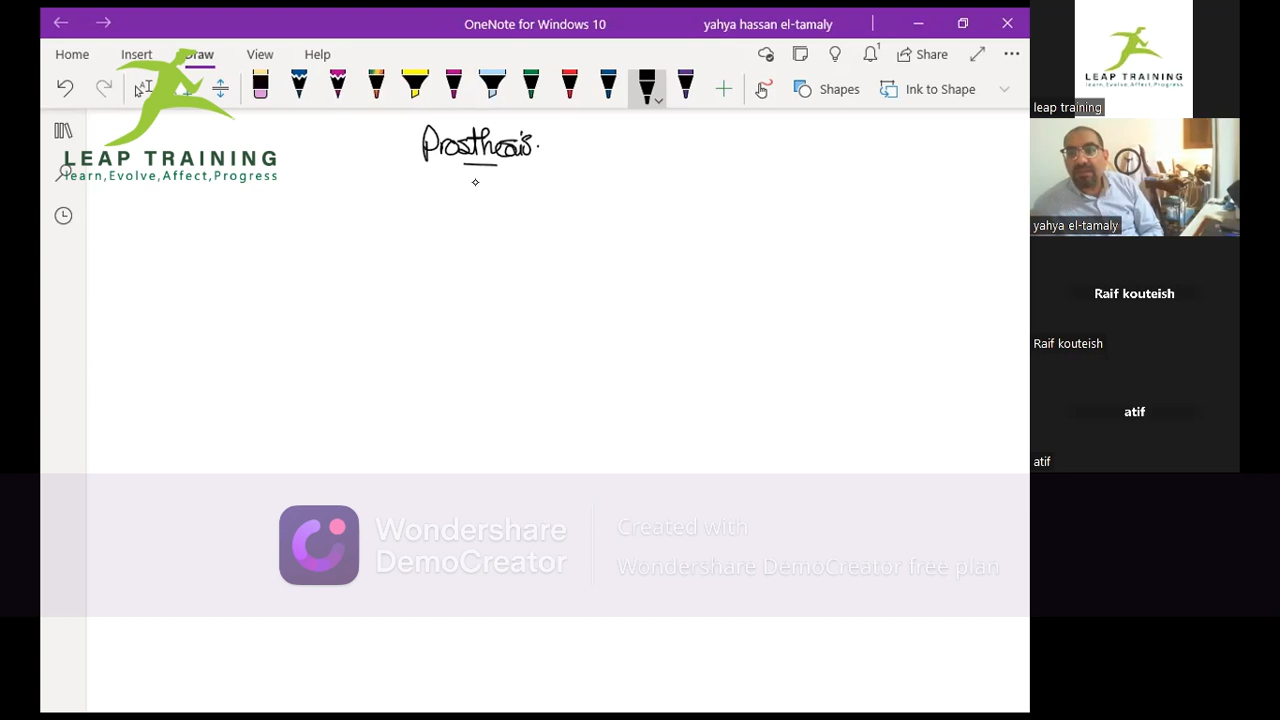 OneNote for Windows 10
yahya hassan el-tamaly
Home
Insert
Draw
View
Help
1
Share
Shapes
Ink to Shape
LEAP TRAINING
learn,Evolve,Affect,Progress
Prosthesis.
Wondershare
DemoCreator
Created with
Wondershare DemoCreator free plan
LEAP TRAINING
learn,Evolve,Affect,Progress
leap training
yahya el-tamaly
Raif kouteish
Raif kouteish
atif
atif